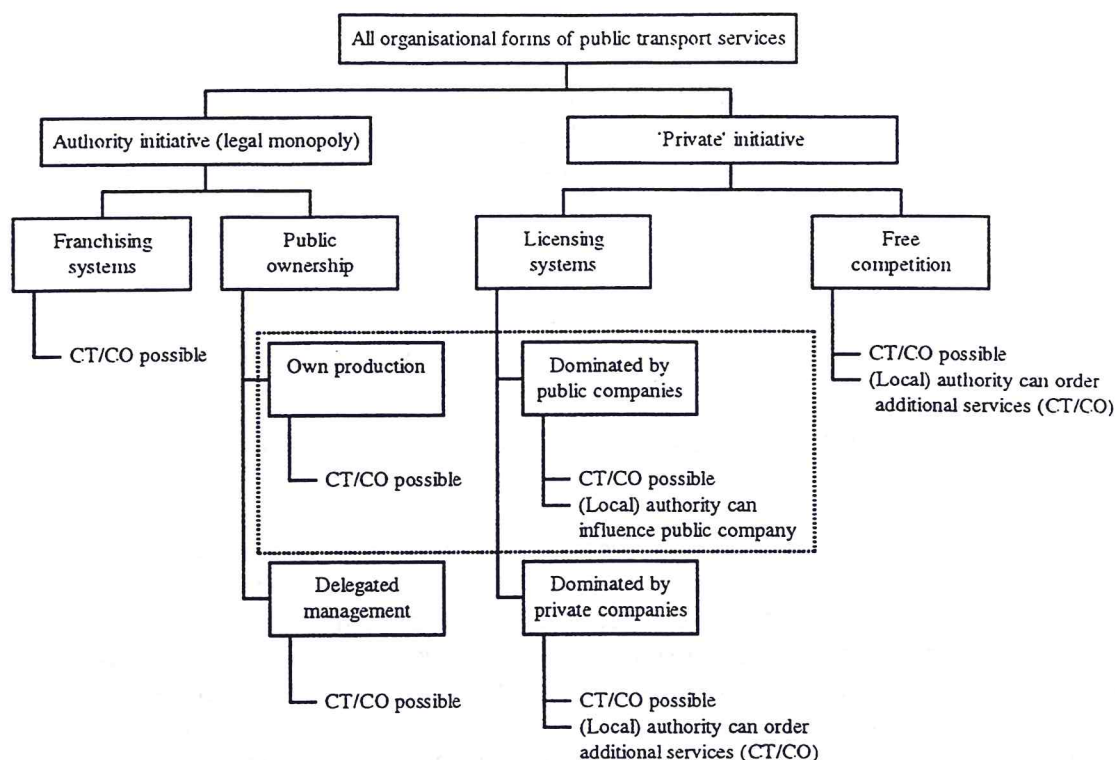 All organisational forms of public transport services
Authority initiative (legal monopoly)
'Private' initiative
Franchising
systems
Public
ownership
Licensing
systems
Free
competition
CT/CO possible
Own production
CT/CO possible
Dominated by
public companies
CT/CO possible
(Local) authority can
influence public company
CT/CO possible
(Local) authority can order
additional services (CT/CO)
Delegated
management
CT/CO possible
Dominated by
private companies
CT/CO possible
(Local) authority can order
additional services (CT/CO)